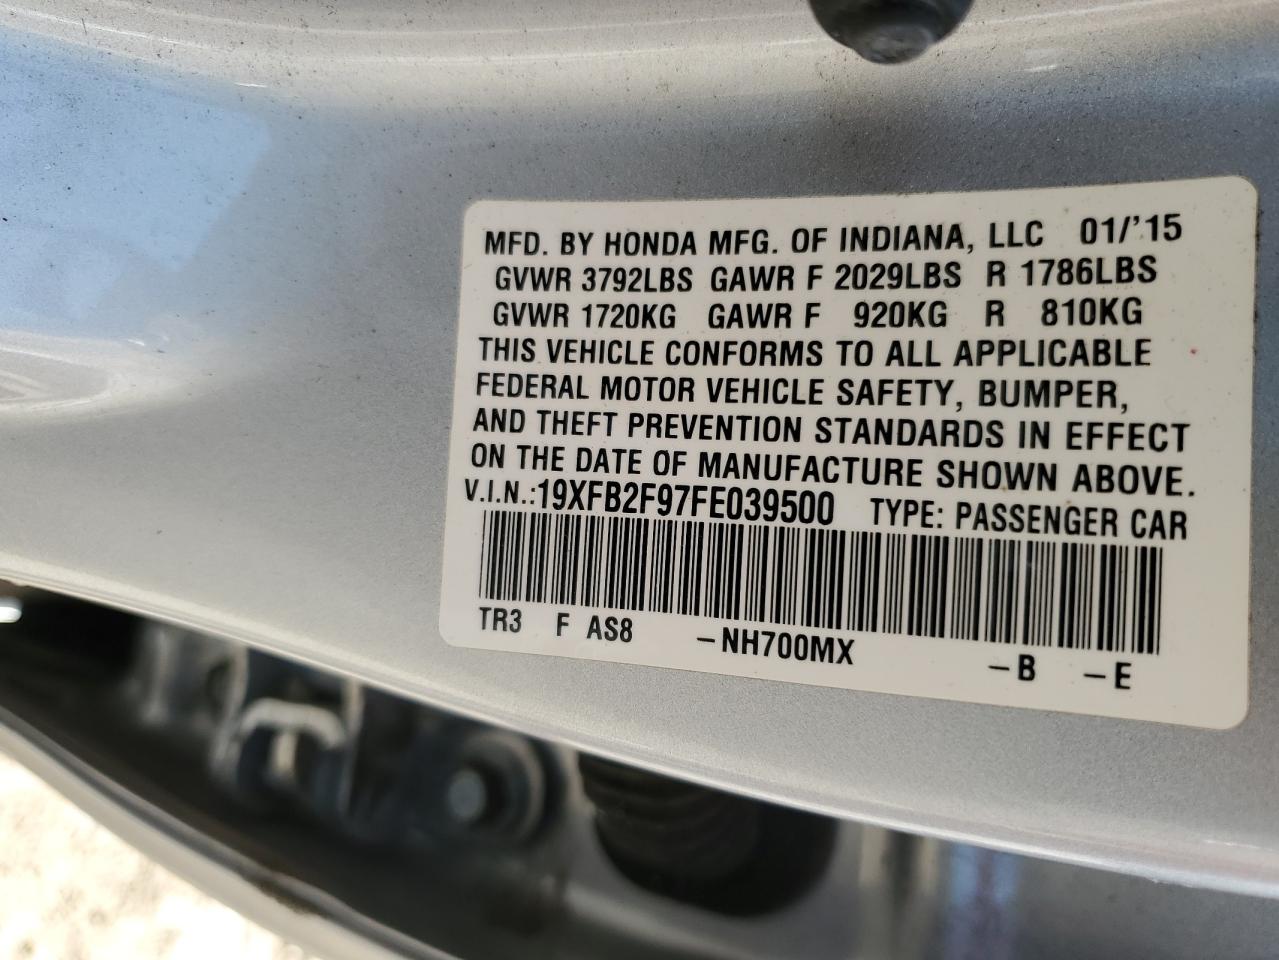 MFD. BY HONDA MFG. OF INDIANA, LLC 01/'15
GVWR 3792LBS GAWR F 2029LBS R 1786LBS
GVWR 1720KG GAWR F 920KG R 810KG
THIS VEHICLE CONFORMS TO ALL APPLICABLE
FEDERAL MOTOR VEHICLE SAFETY, BUMPER,
AND THEFT PREVENTION STANDARDS IN EFFECT
ON THE DATE OF MANUFACTURE SHOWN ABOVE.
V.I.N.:19XFB2F97FE039500 TYPE: PASSENGER CAR
TR3 F AS8 -NH700MX -B -E